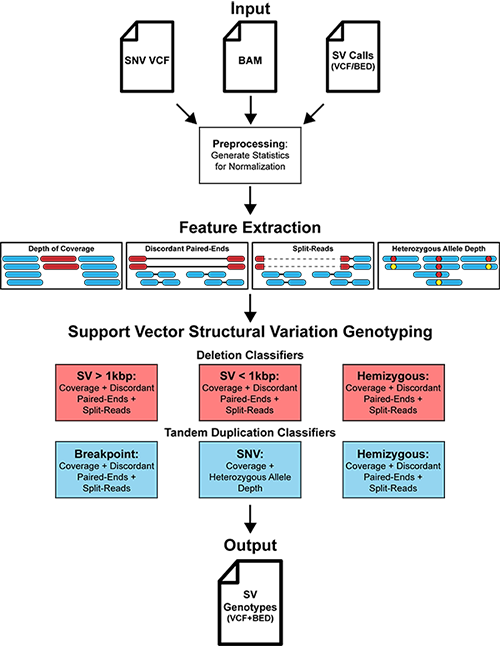 Input
SNV VCF
BAM
SV Calls
(VCF/BED)
Preprocessing:
Generate Statistics
for Normalization
Feature Extraction
Depth of Coverage
Discordant Paired-Ends
Split-Reads
Heterozygous Allele Depth
Support Vector Structural Variation Genotyping
Deletion Classifiers
SV > 1kbp:
Coverage + Discordant
Paired-Ends +
Split-Reads
SV < 1kbp:
Coverage + Discordant
Paired-Ends +
Split-Reads
Hemizygous:
Coverage + Discordant
Paired-Ends +
Split-Reads
Tandem Duplication Classifiers
Breakpoint:
Coverage + Discordant
Paired-Ends +
Split-Reads
SNV:
Coverage +
Heterozygous Allele
Depth
Hemizygous:
Coverage + Discordant
Paired-Ends +
Split-Reads
Output
SV
Genotypes
(VCF+BED)